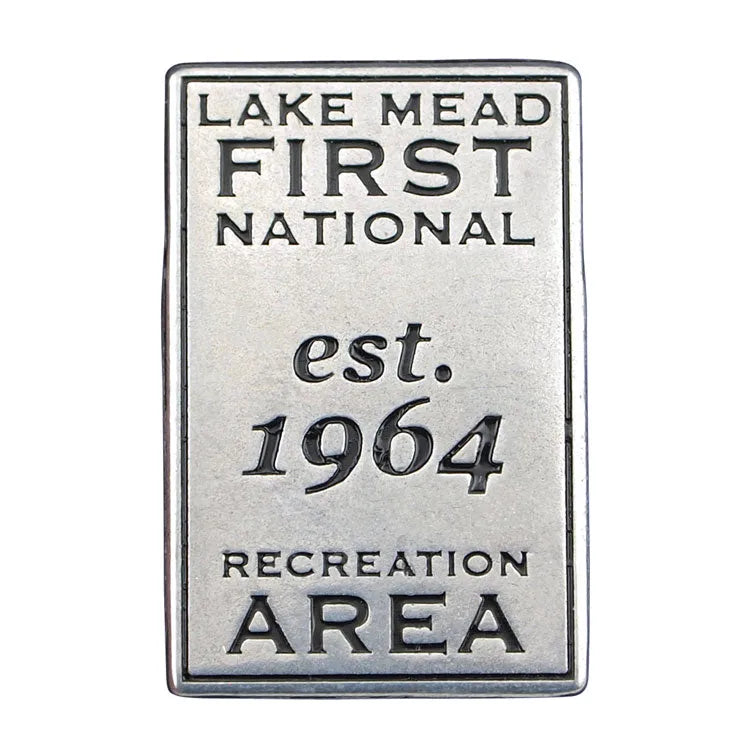 LAKE MEAD
FIRST
NATIONAL
est.
1964
RECREATION
AREA